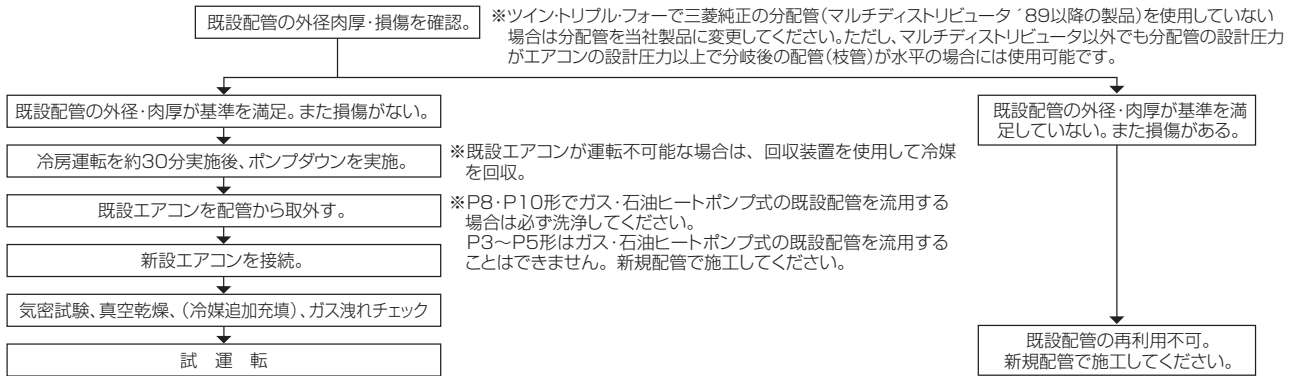 既設配管の外径肉厚・損傷を確認。
※ツイン・トリプル・フォーで三菱純正の分配管(マルチディストリビュータ ´89以降の製品)を使用していない
場合は分配管を当社製品に変更してください。ただし、マルチディストリビュータ以外でも分配管の設計圧力
がエアコンの設計圧力以上で分岐後の配管(枝管)が水平の場合には使用可能です。
既設配管の外径・肉厚が基準を満足。また損傷がない。
既設配管の外径・肉厚が基準を満
足していない。また損傷がある。
冷房運転を約30分実施後、ポンプダウンを実施。
※既設エアコンが運転不可能な場合は、回収装置を使用して冷媒
を回収。
既設エアコンを配管から取外す。
※P8・P10形でガス・石油ヒートポンプ式の既設配管を流用する
場合は必ず洗浄してください。
P3～P5形はガス・石油ヒートポンプ式の既設配管を流用する
ことはできません。新規配管で施工してください。
新設エアコンを接続。
気密試験、真空乾燥、(冷媒追加充填)、ガス洩れチェック
試 運 転
既設配管の再利用不可。
新規配管で施工してください。